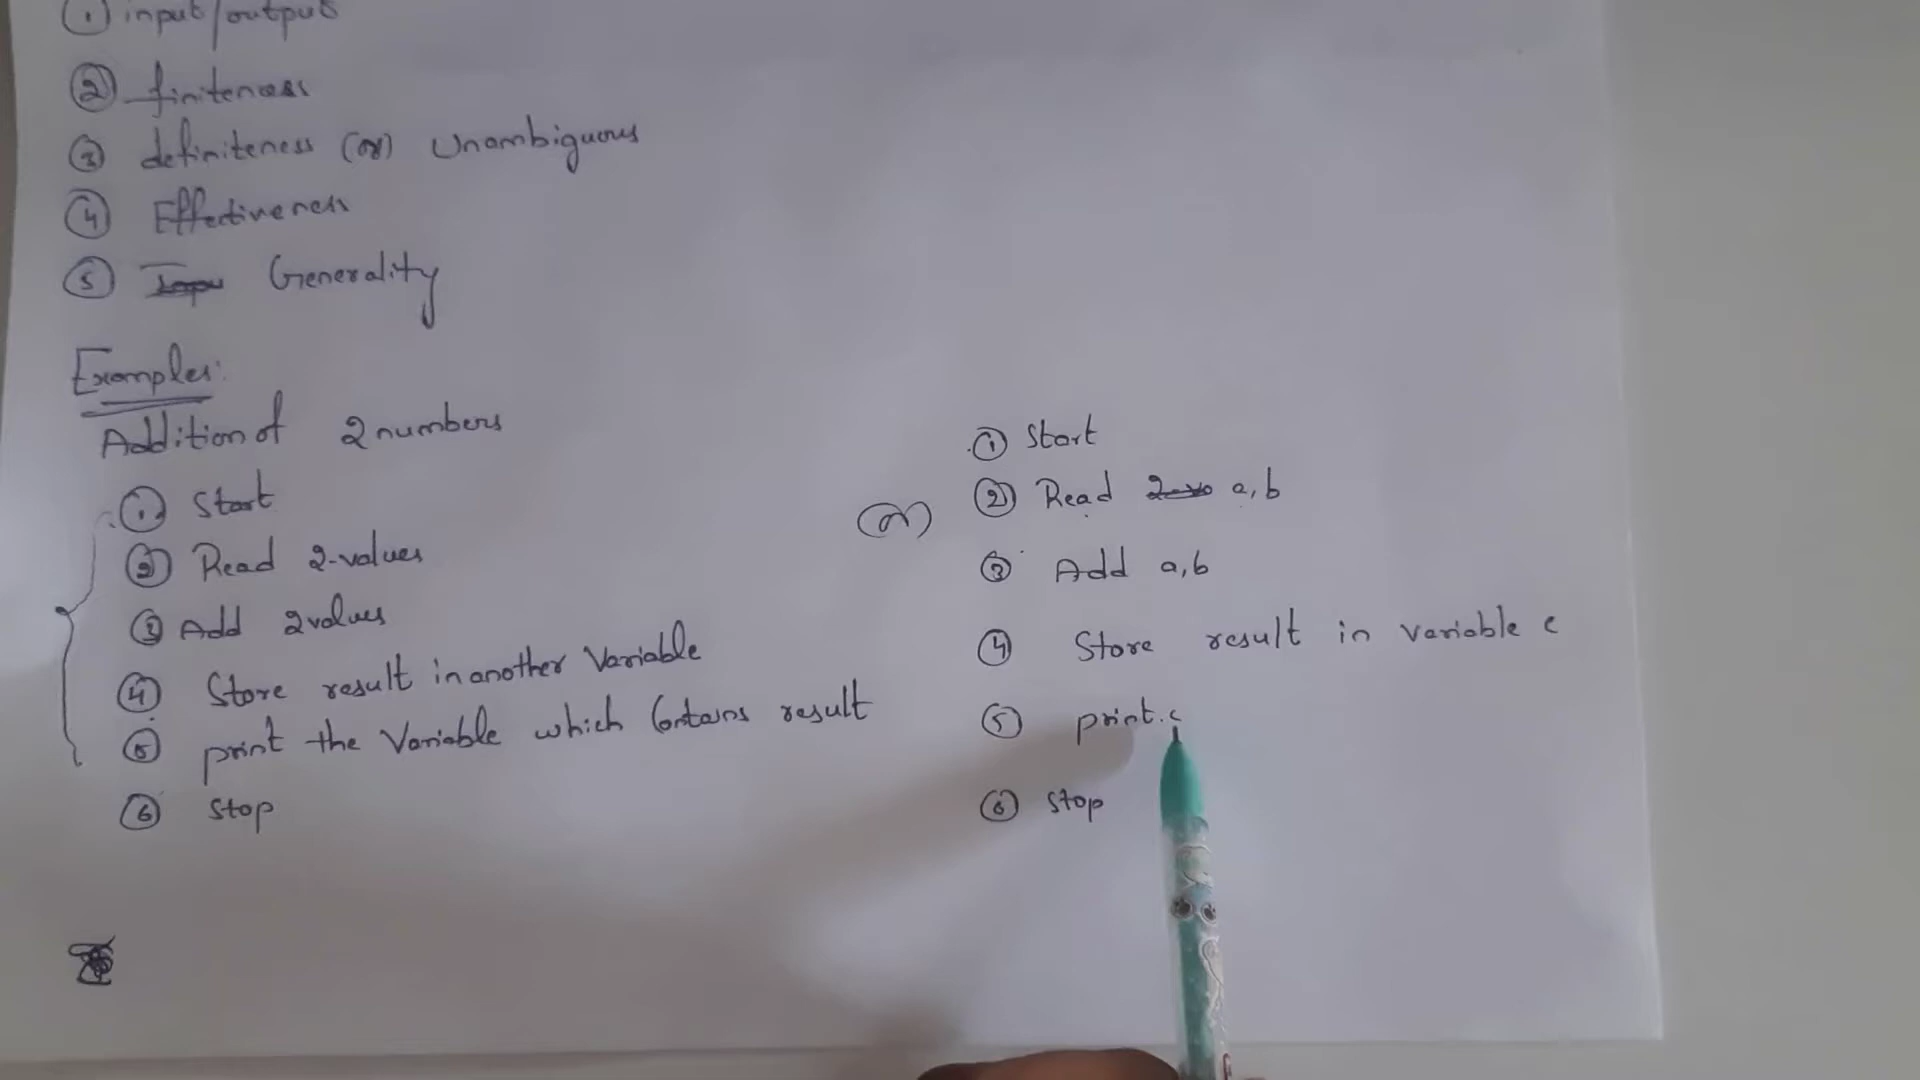 ① input/output
② finiteness
③ definiteness (or) Unambiguous
④ Effectiveness
⑤ Generality
Examples:
Addition of 2 numbers
① Start
② Read 2-values
③ Add 2 values
④ Store result in another Variable
⑤ print the Variable which Contains result
⑥ Stop
(or)
① Start
② Read a, b
③ Add a, b
④ Store result in variable c
⑤ print c
⑥ Stop